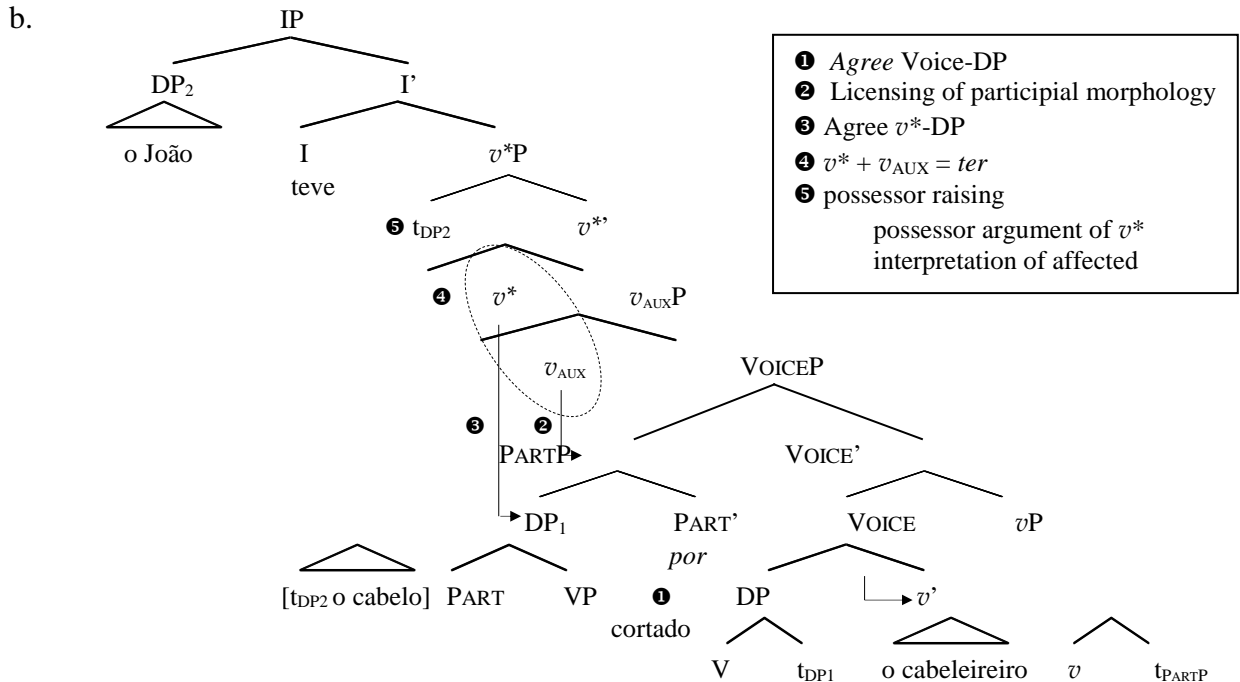 b.
IP
DP2 I’
o João I v*P
teve
❺ tDP2 v*’
❹ v* vAUXP
vAUX VOICEP
❸ ❷
PARTP VOICE’
DP1 PART’ VOICE vP
por
[tDP2 o cabelo] PART VP ❶ DP v’
cortado
V tDP1 o cabeleireiro v tPARTP
❶ Agree Voice-DP
❷ Licensing of participial morphology
❸ Agree v*-DP
❹ v* + vAUX = ter
❺ possessor raising
possessor argument of v*
interpretation of affected